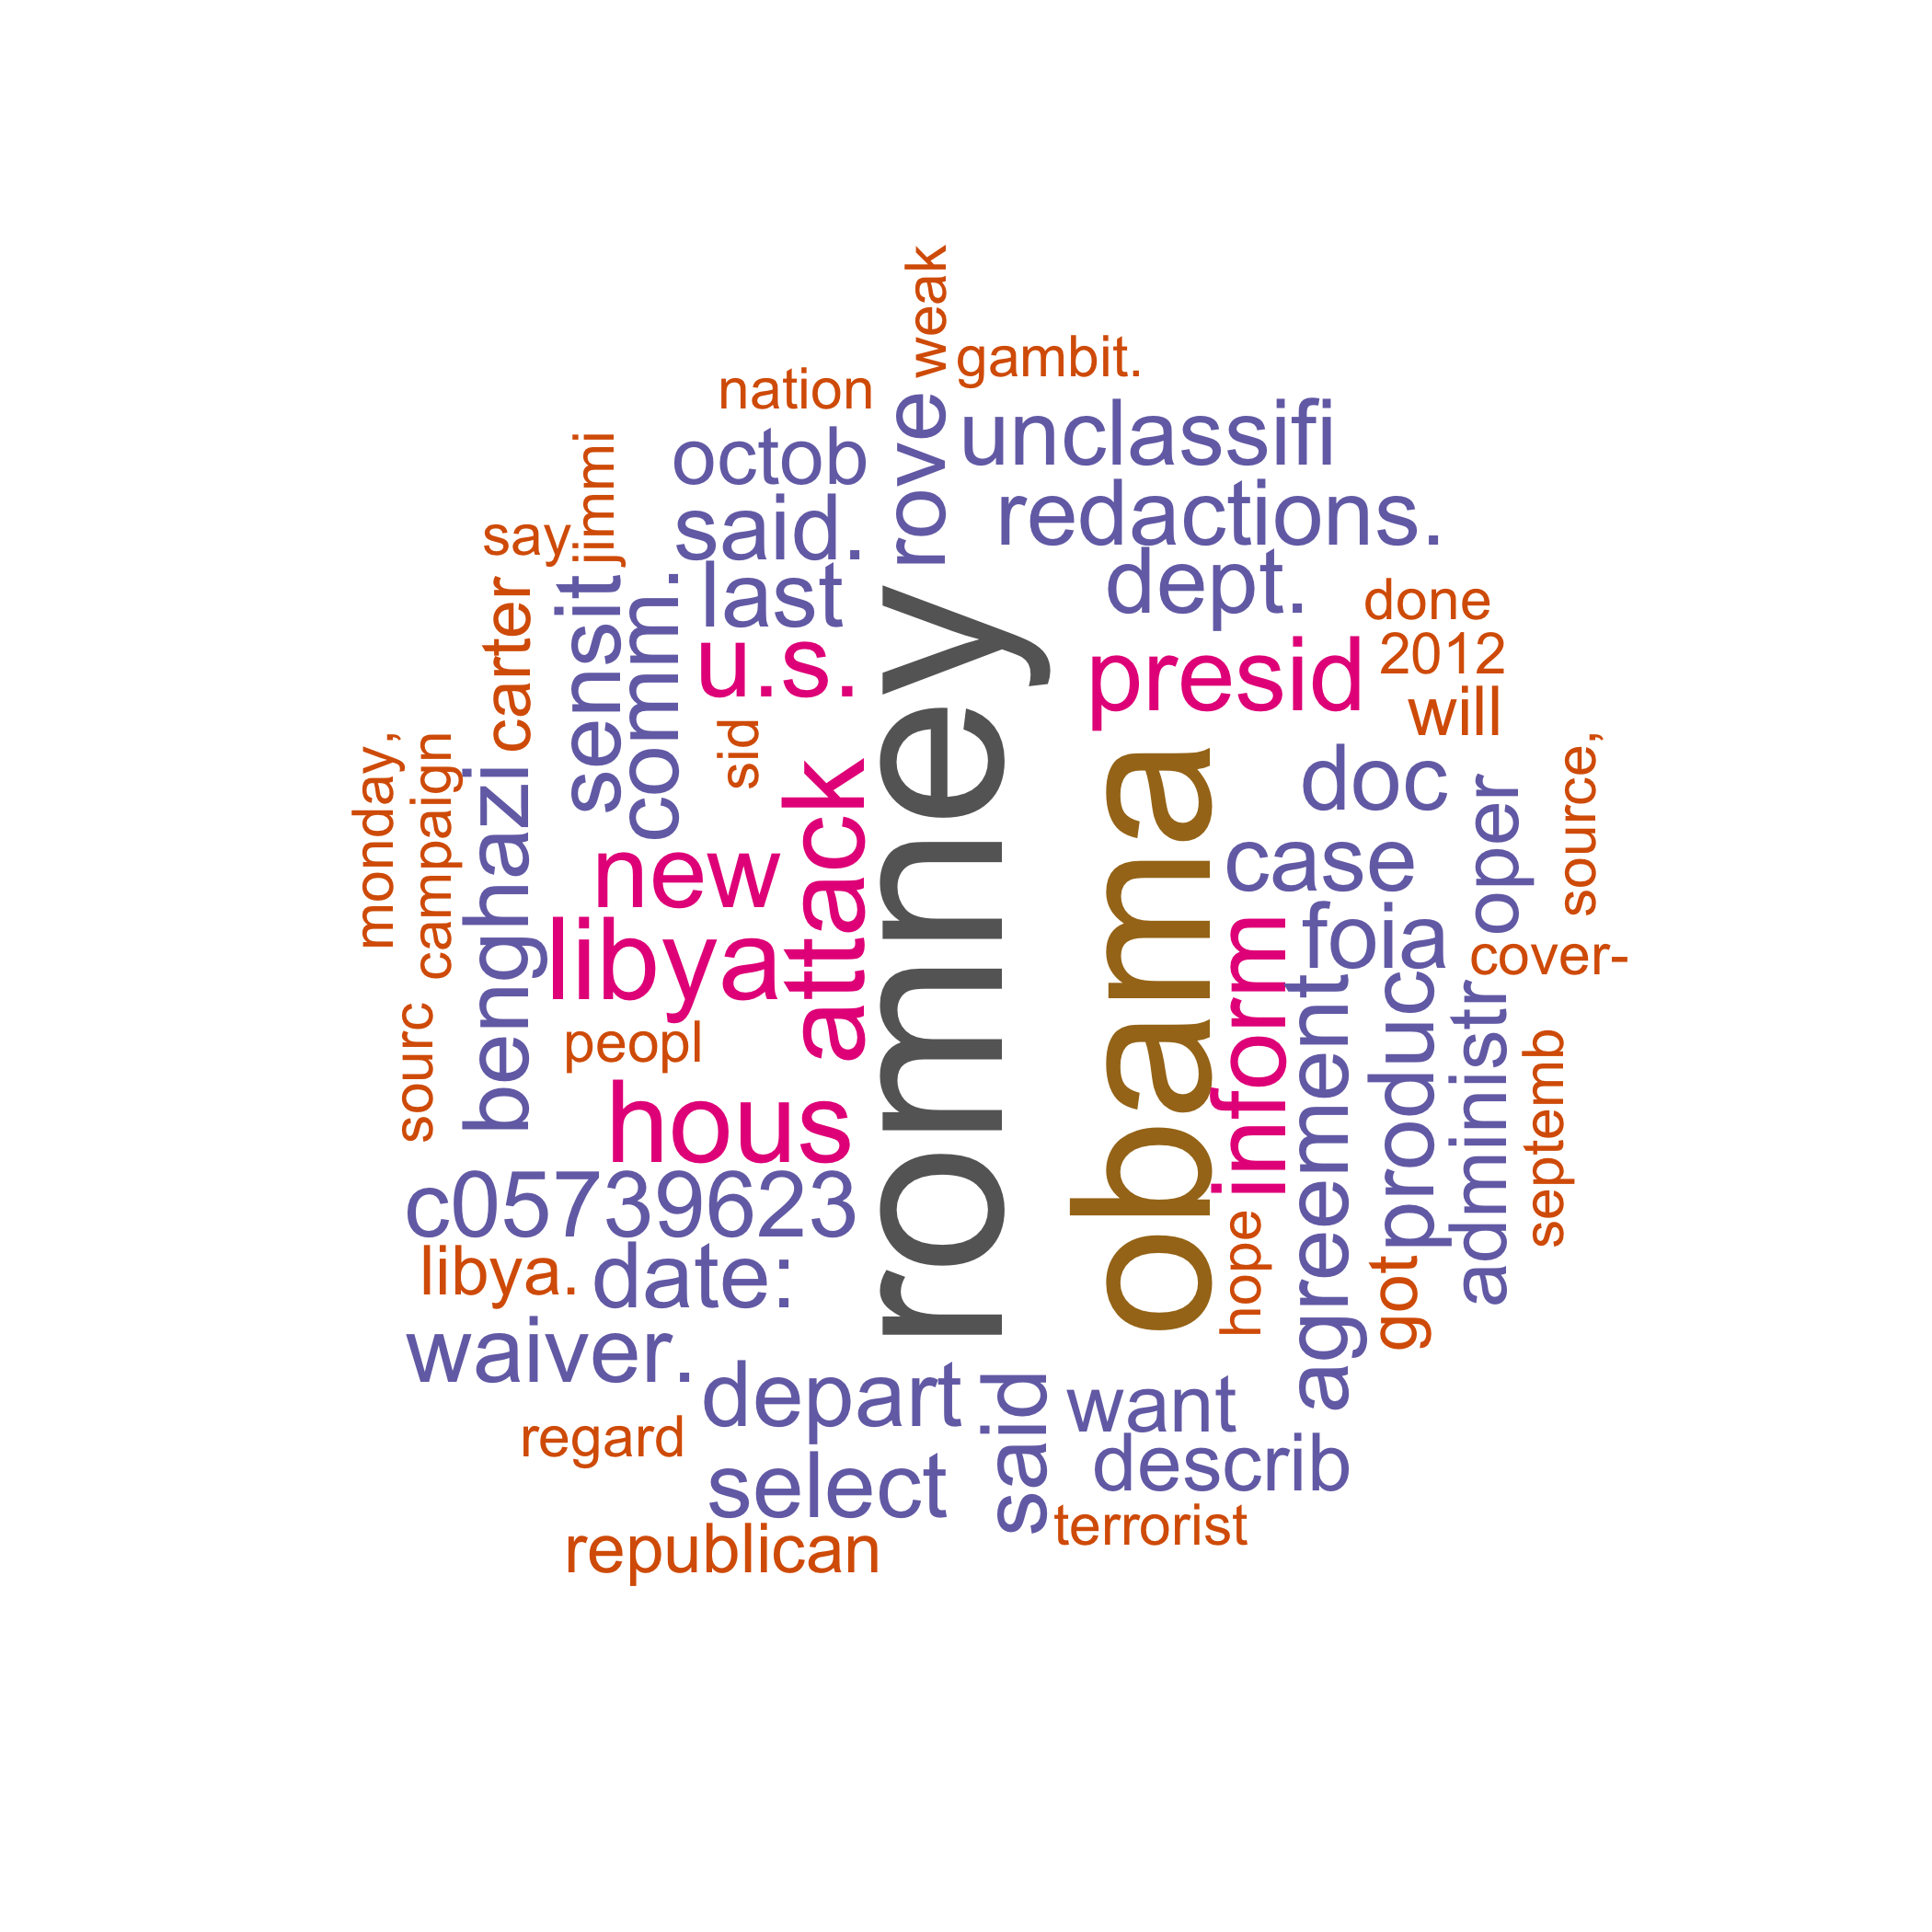 weak
gambit.
nation
rove
unclassifi
octob
jimmi
redactions.
say
said.
last
dept.
sensit
comm.
carter
done
2012
u.s.
presid
will
romney
sid
monday,
campaign
benghazi
attack
new
obama
doc
oper
source,
case
libya
inform
foia
cover-
sourc
peopl
agreement
produc
administr
septemb
hous
c05739623
hope
libya.
date:
got
waiver.
depart
said
want
regard
describ
select
terrorist
republican